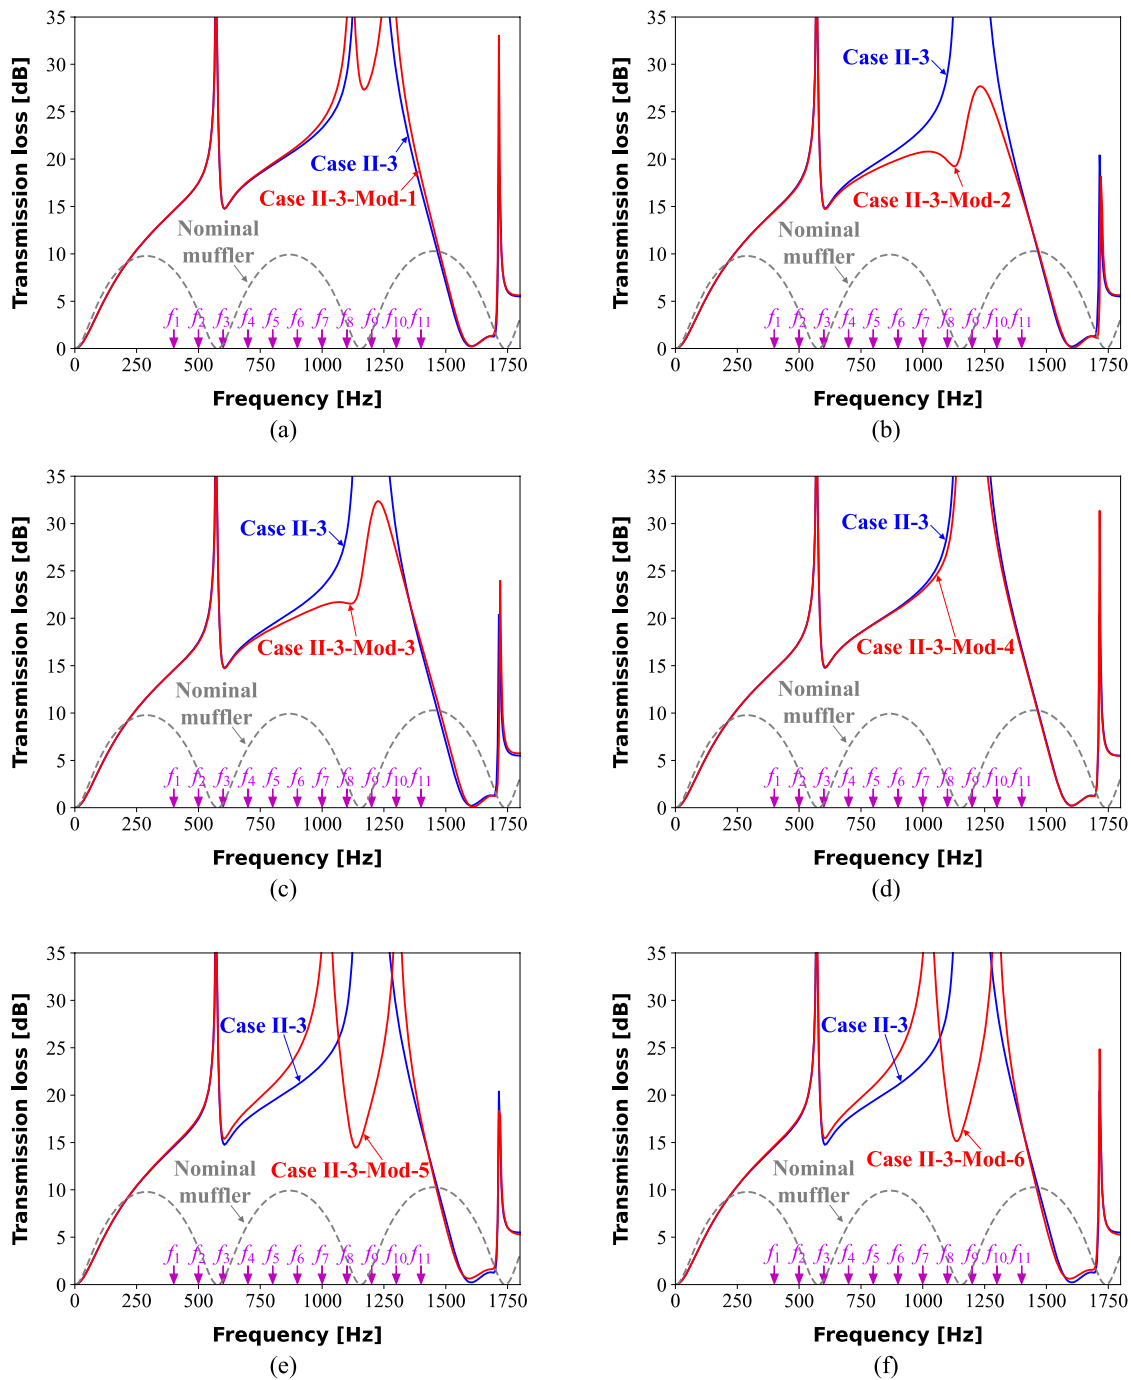 Transmission loss [dB]
35
30
25
20
15
10
5
0
Case II-3
Case II-3-Mod-1
Nominal
muffler
f1 f2 f3 f4 f5 f6 f7 f8 f9 f10 f11
0 250 500 750 1000 1250 1500 1750
Frequency [Hz]
(a)
Transmission loss [dB]
35
30
25
20
15
10
5
0
Case II-3
Case II-3-Mod-2
Nominal
muffler
f1 f2 f3 f4 f5 f6 f7 f8 f9 f10 f11
0 250 500 750 1000 1250 1500 1750
Frequency [Hz]
(b)
Transmission loss [dB]
35
30
25
20
15
10
5
0
Case II-3
Case II-3-Mod-3
Nominal
muffler
f1 f2 f3 f4 f5 f6 f7 f8 f9 f10 f11
0 250 500 750 1000 1250 1500 1750
Frequency [Hz]
(c)
Transmission loss [dB]
35
30
25
20
15
10
5
0
Case II-3
Case II-3-Mod-4
Nominal
muffler
f1 f2 f3 f4 f5 f6 f7 f8 f9 f10 f11
0 250 500 750 1000 1250 1500 1750
Frequency [Hz]
(d)
Transmission loss [dB]
35
30
25
20
15
10
5
0
Case II-3
Case II-3-Mod-5
Nominal
muffler
f1 f2 f3 f4 f5 f6 f7 f8 f9 f10 f11
0 250 500 750 1000 1250 1500 1750
Frequency [Hz]
(e)
Transmission loss [dB]
35
30
25
20
15
10
5
0
Case II-3
Case II-3-Mod-6
Nominal
muffler
f1 f2 f3 f4 f5 f6 f7 f8 f9 f10 f11
0 250 500 750 1000 1250 1500 1750
Frequency [Hz]
(f)